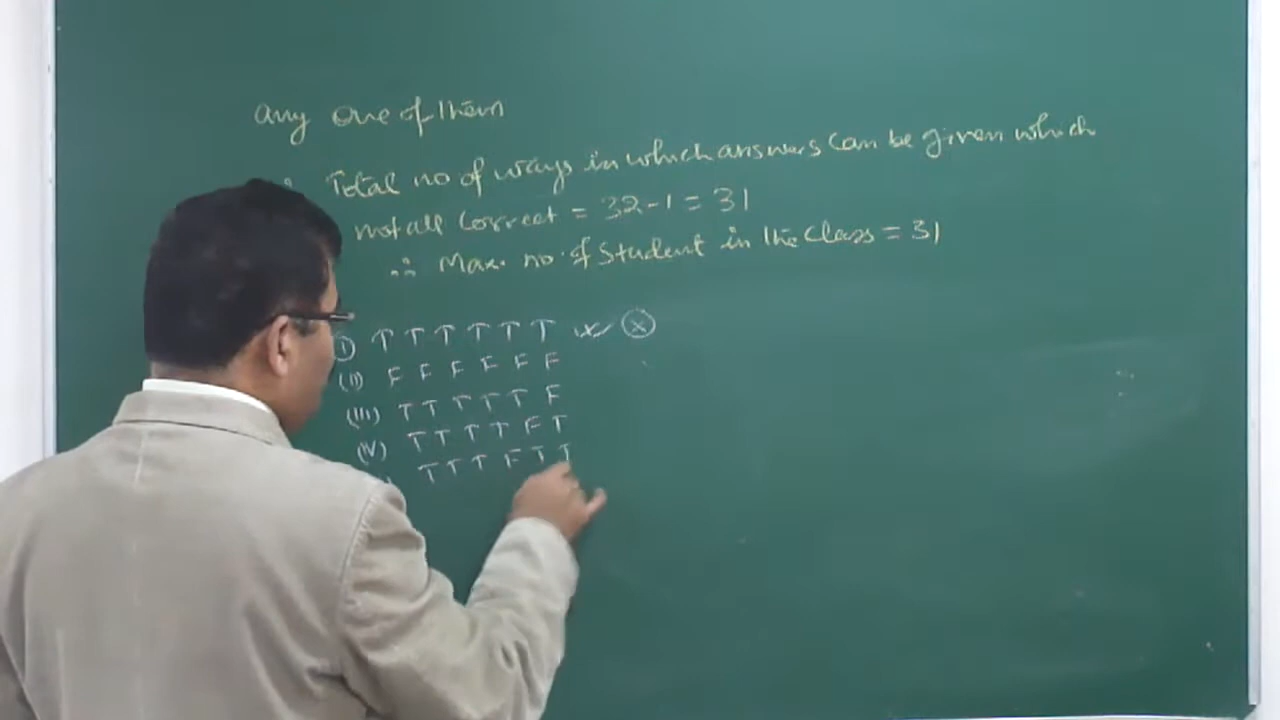 any one of them
∴ Total no of ways in which answers can be given which
not all correct = 32-1 = 31
∴ Max. no. of Student in the Class = 31
(I) T T T T T T
(II) F F F F F F
(III) T T T T T F
(IV) T T T T F T
T T T F T T